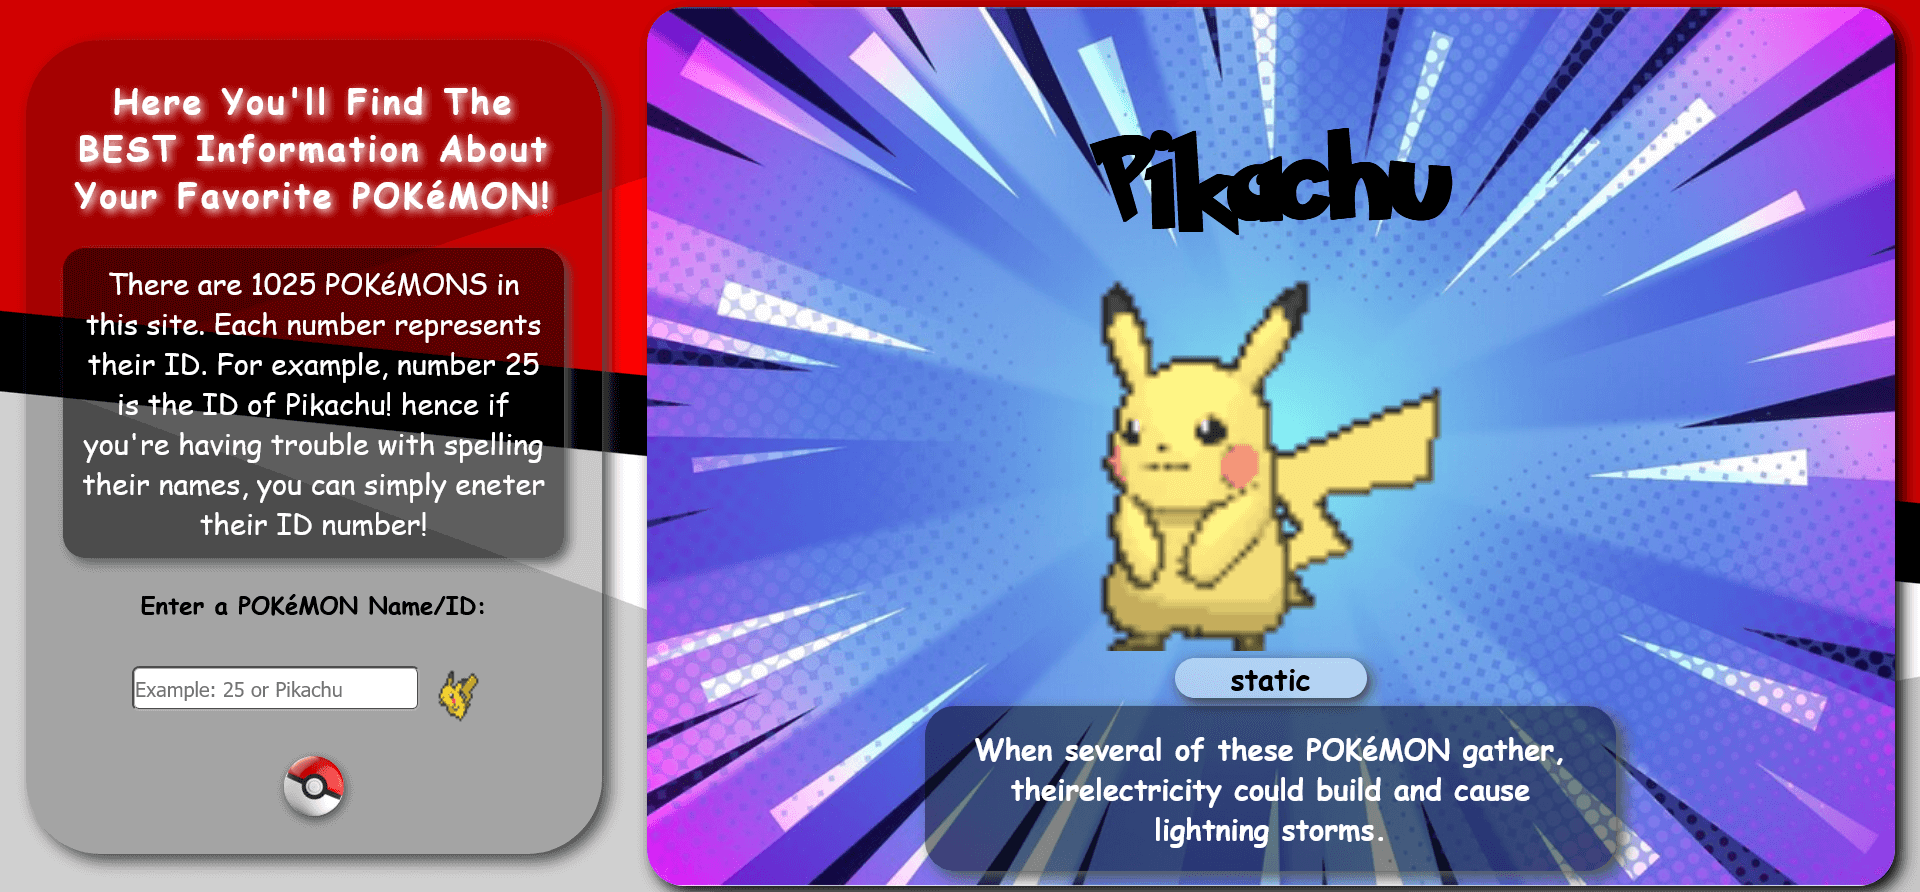 Here You'll Find The
BEST Information About
Your Favorite POKéMON!
There are 1025 POKéMONS in
this site. Each number represents
their ID. For example, number 25
is the ID of Pikachu! hence if
you're having trouble with spelling
their names, you can simply eneter
their ID number!
Enter a POKéMON Name/ID:
Example: 25 or Pikachu
Pikachu
static
When several of these POKéMON gather,
theirelectricity could build and cause
lightning storms.